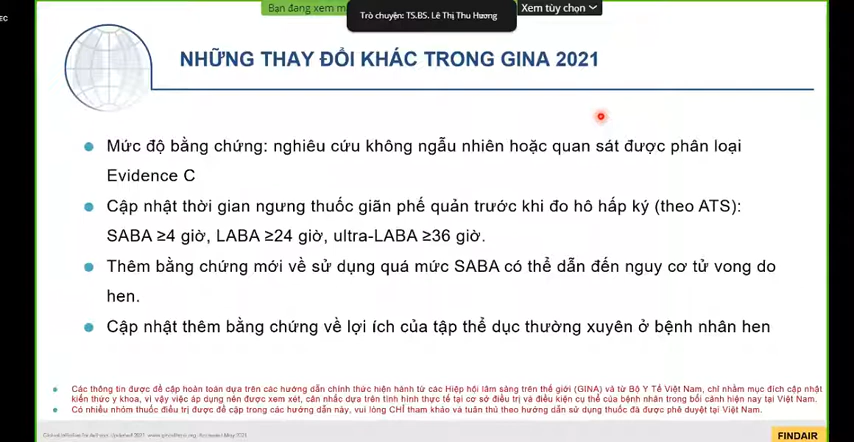 EC
Bạn đang xem m
Trò chuyện: TS.BS. Lê Thị Thu Hương
Xem tùy chọn
NHỮNG THAY ĐỔI KHÁC TRONG GINA 2021
Mức độ bằng chứng: nghiêu cứu không ngẫu nhiên hoặc quan sát được phân loại
Evidence C
Cập nhật thời gian ngưng thuốc giãn phế quản trước khi đo hô hấp ký (theo ATS):
SABA ≥4 giờ, LABA ≥24 giờ, ultra-LABA ≥36 giờ.
Thêm bằng chứng mới về sử dụng quá mức SABA có thể dẫn đến nguy cơ tử vong do
hen.
Cập nhật thêm bằng chứng về lợi ích của tập thể dục thường xuyên ở bệnh nhân hen
Các thông tin được đề cập hoàn toàn dựa trên các hướng dẫn chính thức hiện hành từ các Hiệp hội lâm sàng trên thế giới (GINA) và từ Bộ Y Tế Việt Nam, chỉ nhằm mục đích cập nhật
kiến thức y khoa, vì vậy việc áp dụng nên được xem xét, cân nhắc dựa trên tình hình thực tế tại cơ sở điều trị và điều kiện cụ thể của bệnh nhân trong bối cảnh hiện nay tại Việt Nam.
Có nhiều nhóm thuốc điều trị được đề cập trong các hướng dẫn này, vui lòng CHỈ tham khảo và tuân thủ theo hướng dẫn sử dụng thuốc đã được phê duyệt tại Việt Nam.
FINDAIR